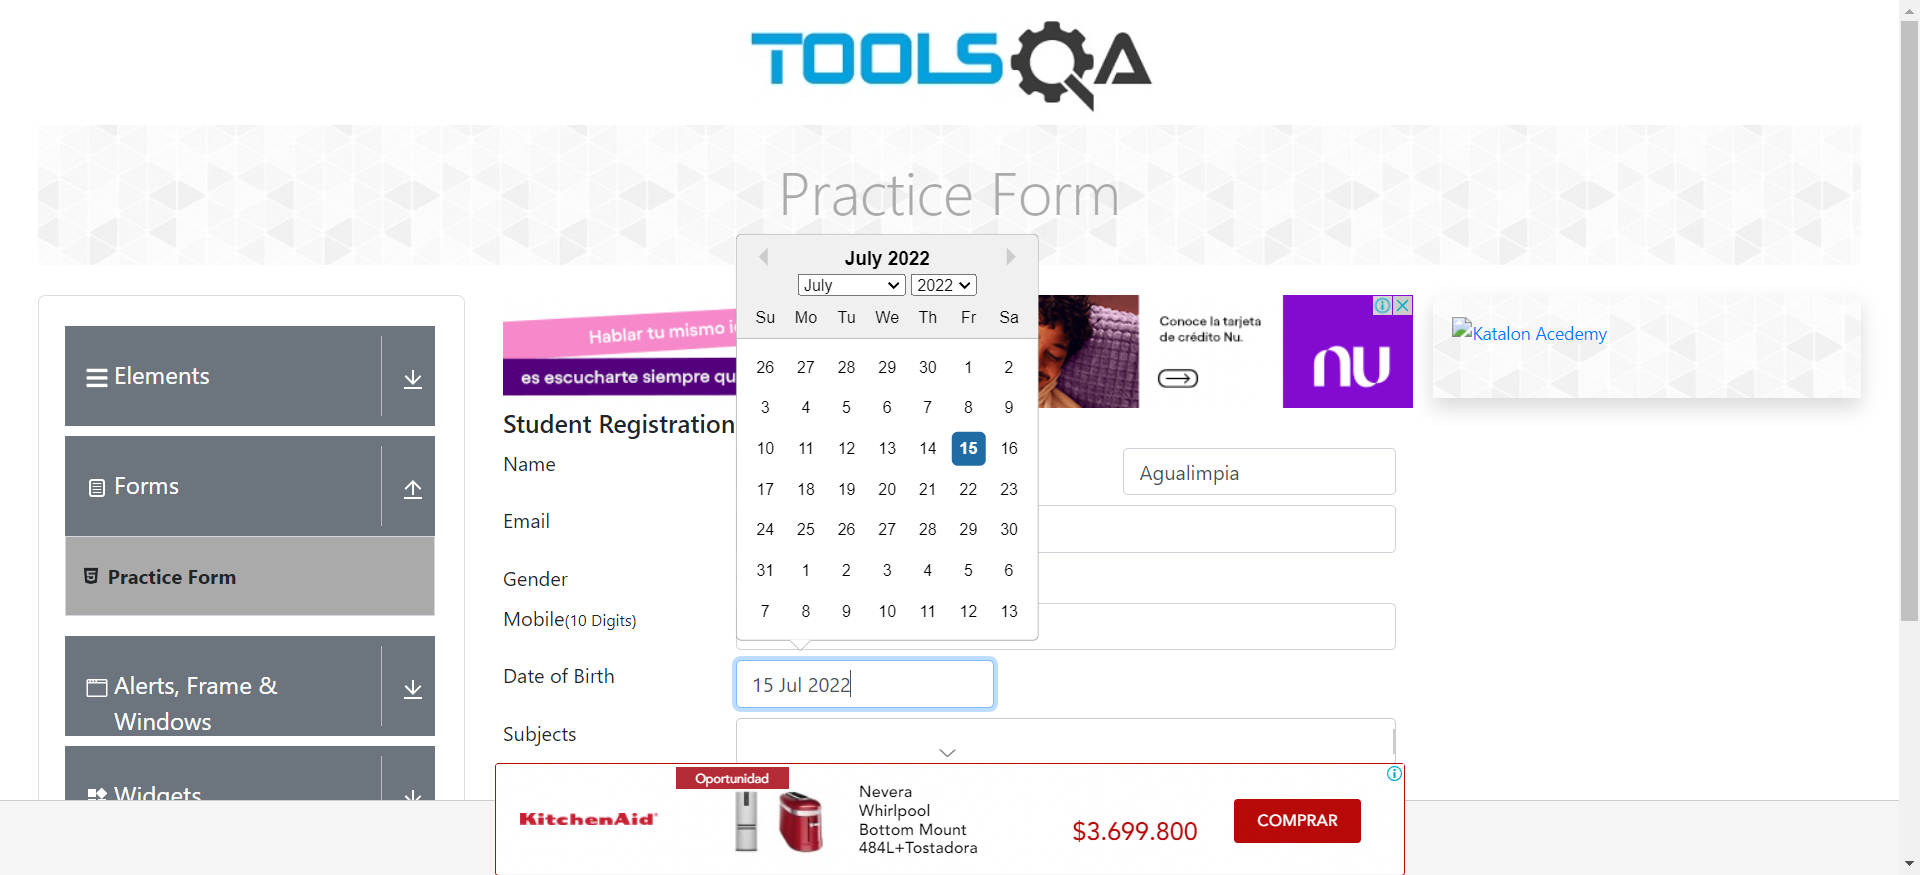 TOOLSQA
Practice Form
Elements
Forms
Practice Form
Alerts, Frame &
Windows
Widgets
Hablar tu mismo i
es escucharte siempre qu
Conoce la tarjeta
de crédito Nu.
nu
Katalon Acedemy
Student Registration
Name
Agualimpia
Email
Gender
Mobile(10 Digits)
Date of Birth
15 Jul 2022
Subjects
July 2022
July 2022
Su Mo Tu We Th Fr Sa
26 27 28 29 30 1 2
3 4 5 6 7 8 9
10 11 12 13 14 15 16
17 18 19 20 21 22 23
24 25 26 27 28 29 30
31 1 2 3 4 5 6
7 8 9 10 11 12 13
Oportunidad
KitchenAid
Nevera
Whirlpool
Bottom Mount
484L+Tostadora
$3.699.800
COMPRAR